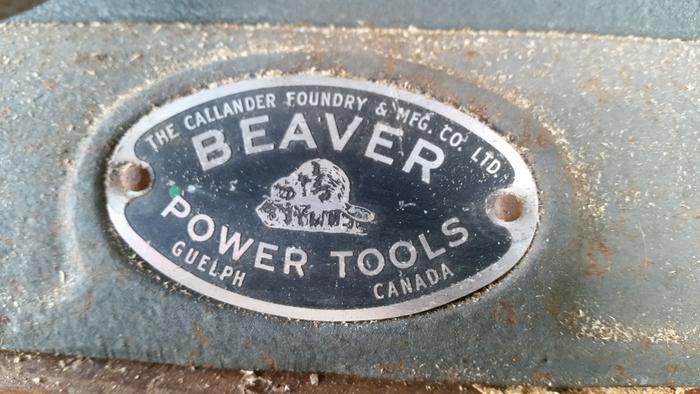 THE CALLANDER FOUNDRY & MFG. CO. LTD.
BEAVER
POWER TOOLS
GUELPH CANADA